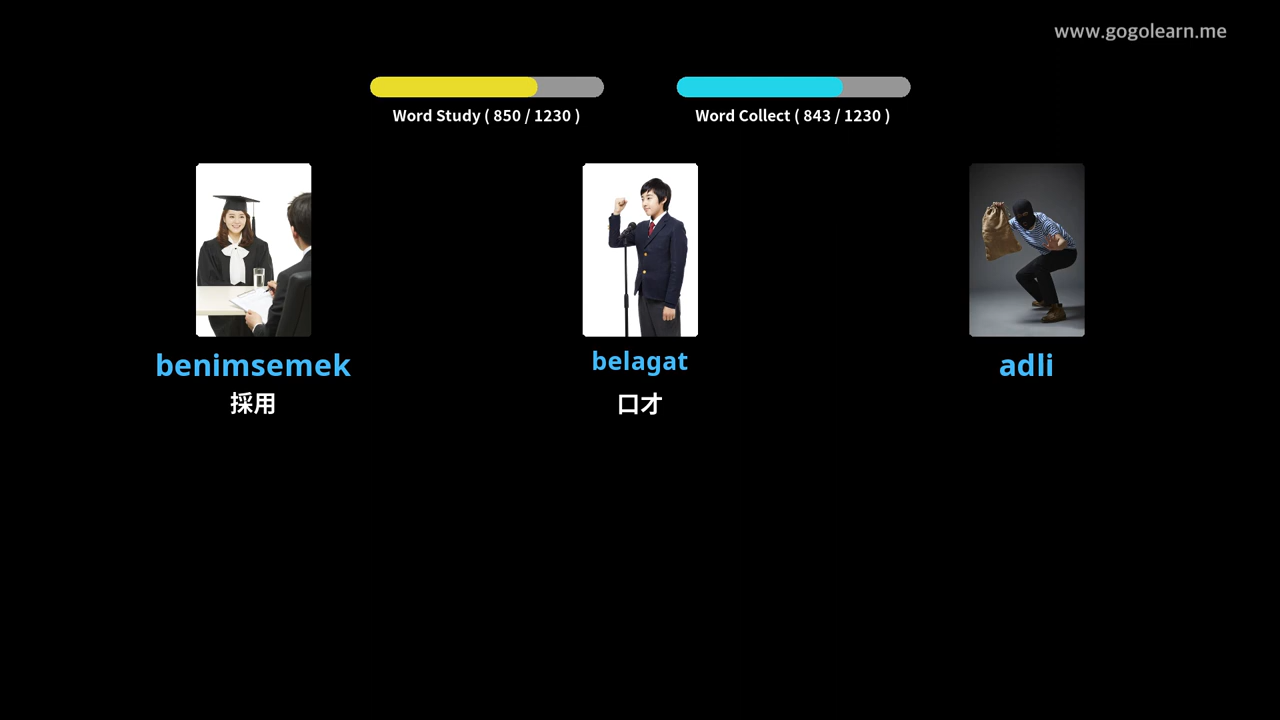 www.gogolearn.me
Word Study ( 850 / 1230 )
Word Collect ( 843 / 1230 )
benimsemek
採用
belagat
口才
adli